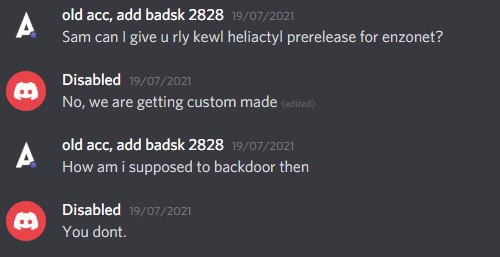 old acc, add badsk 2828 19/07/2021
Sam can I give u rly kewl heliactyl prerelease for enzonet?
Disabled 19/07/2021
No, we are getting custom made (edited)
old acc, add badsk 2828 19/07/2021
How am i supposed to backdoor then
Disabled 19/07/2021
You dont.